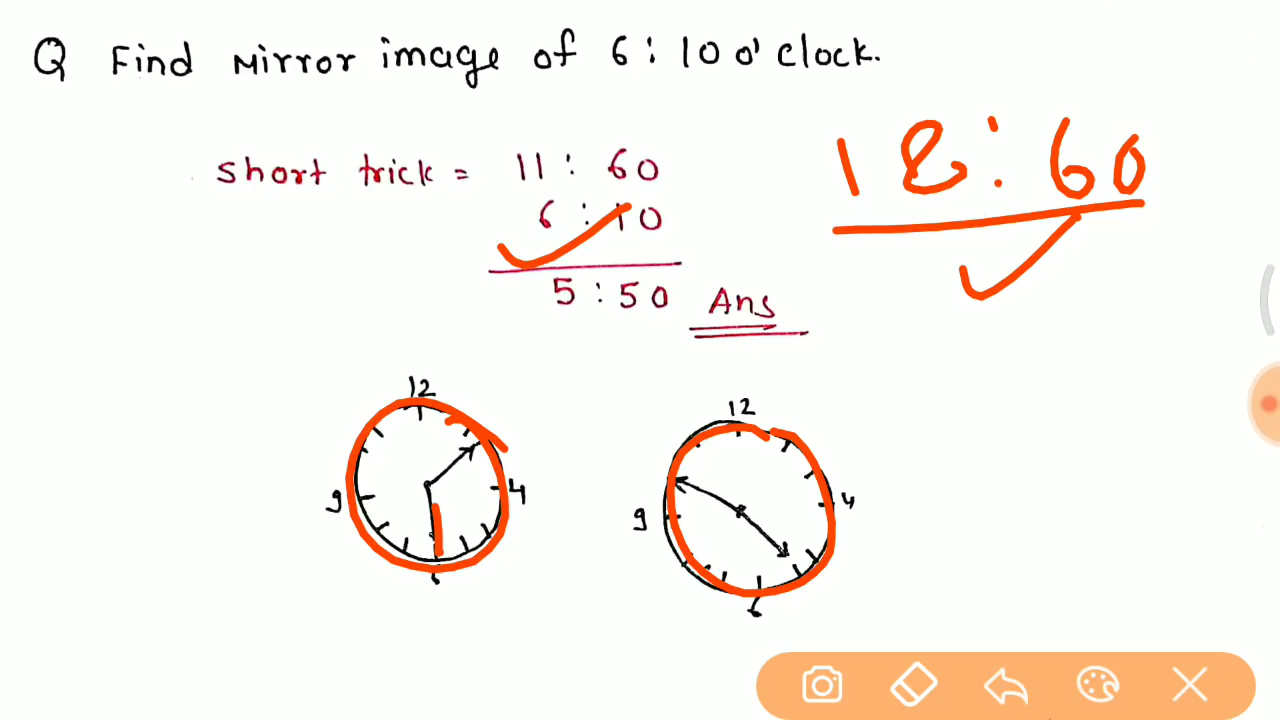 Q Find Mirror image of 6:10 o'clock.
18:60
short trick = 11:60
6:10
5:50 Ans
12
9 4
6
12
9 4
6